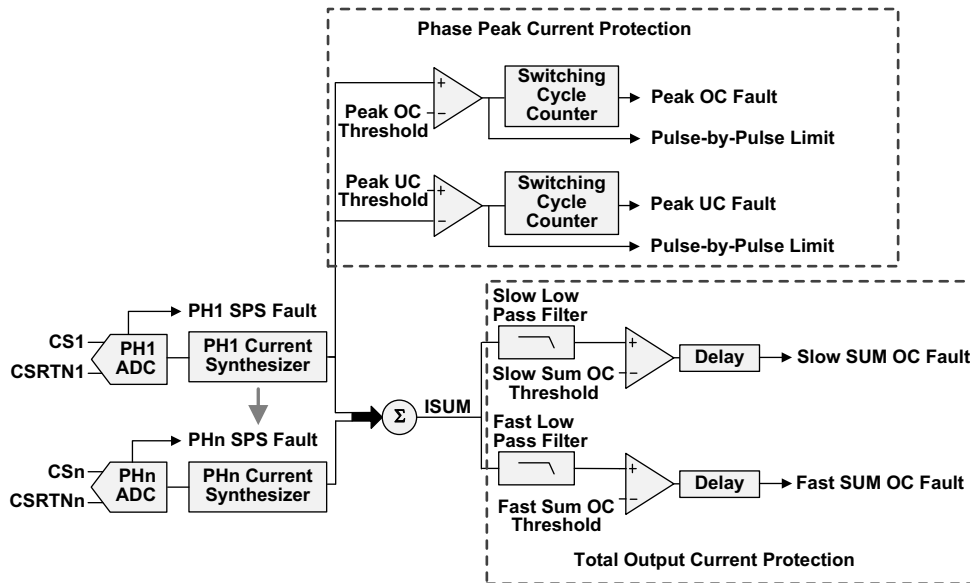 Phase Peak Current Protection
Peak OC
Threshold
+
−
Switching
Cycle
Counter
Peak OC Fault
Pulse-by-Pulse Limit
Peak UC
Threshold
+
−
Switching
Cycle
Counter
Peak UC Fault
Pulse-by-Pulse Limit
PH1 SPS Fault
CS1
CSRTN1
PH1
ADC
PH1 Current
Synthesizer
PHn SPS Fault
CSn
CSRTNn
PHn
ADC
PHn Current
Synthesizer
Σ
ISUM
Slow Low
Pass Filter
Slow Sum OC
Threshold
+
−
Delay
Slow SUM OC Fault
Fast Low
Pass Filter
Fast Sum OC
Threshold
+
−
Delay
Fast SUM OC Fault
Total Output Current Protection